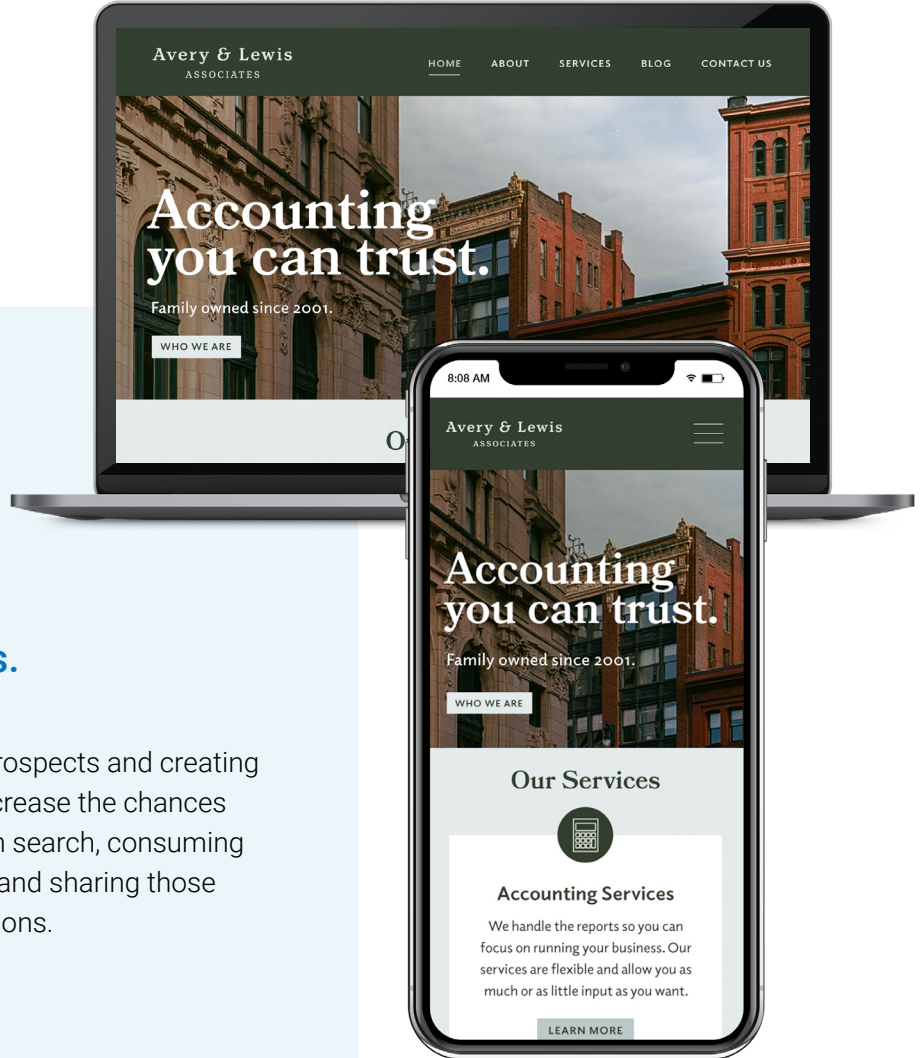 Avery & Lewis
ASSOCIATES
HOME ABOUT SERVICES BLOG CONTACT US
Accounting
you can trust.
Family owned since 2001.
WHO WE ARE
8:08 AM
Avery & Lewis
ASSOCIATES
Accounting
you can trust.
Family owned since 2001.
WHO WE ARE
Our Services
Accounting Services
We handle the reports so you can
focus on running your business. Our
services are flexible and allow you as
much or as little input as you want.
LEARN MORE
s.
rospects and creating
crease the chances
n search, consuming
and sharing those
ons.